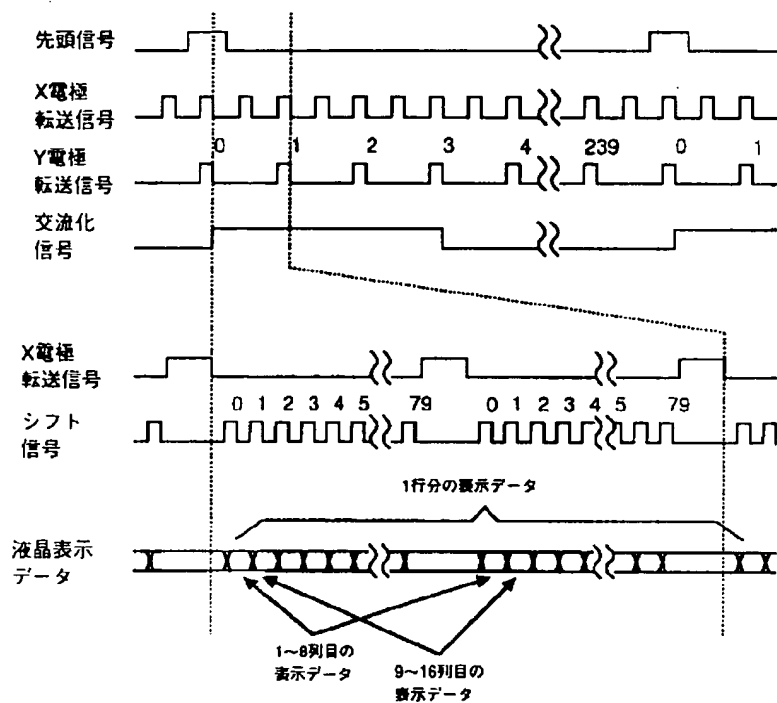 先頭信号
X電極
転送信号
0 1 2 3 4 239 0 1
Y電極
転送信号
交流化
信号
X電極
転送信号
0 1 2 3 4 5 79 0 1 2 3 4 5 79
シフト
信号
1行分の表示データ
液晶表示
データ
1~8列目の
表示データ
9~16列目の
表示データ